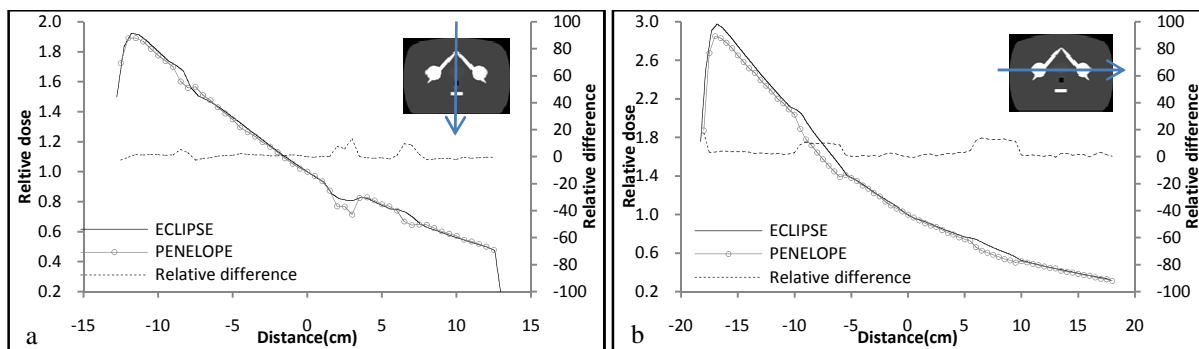 2.0
1.8
1.6
1.4
1.2
1.0
0.8
0.6
0.4
0.2
Reltive dose
100
80
60
40
20
0
-20
-40
-60
-80
-100
Relative difference
ECLIPSE
PENELOPE
Relative difference
-15 -10 -5 0 5 10 15
Distance(cm)
a
3.0
2.6
2.2
1.8
1.4
1.0
0.6
0.2
Relative dose
100
80
60
40
20
0
-20
-40
-60
-80
-100
Relative difference
ECLIPSE
PENELOPE
Relative difference
-20 -15 -10 -5 0 5 10 15 20
Distance(cm)
b